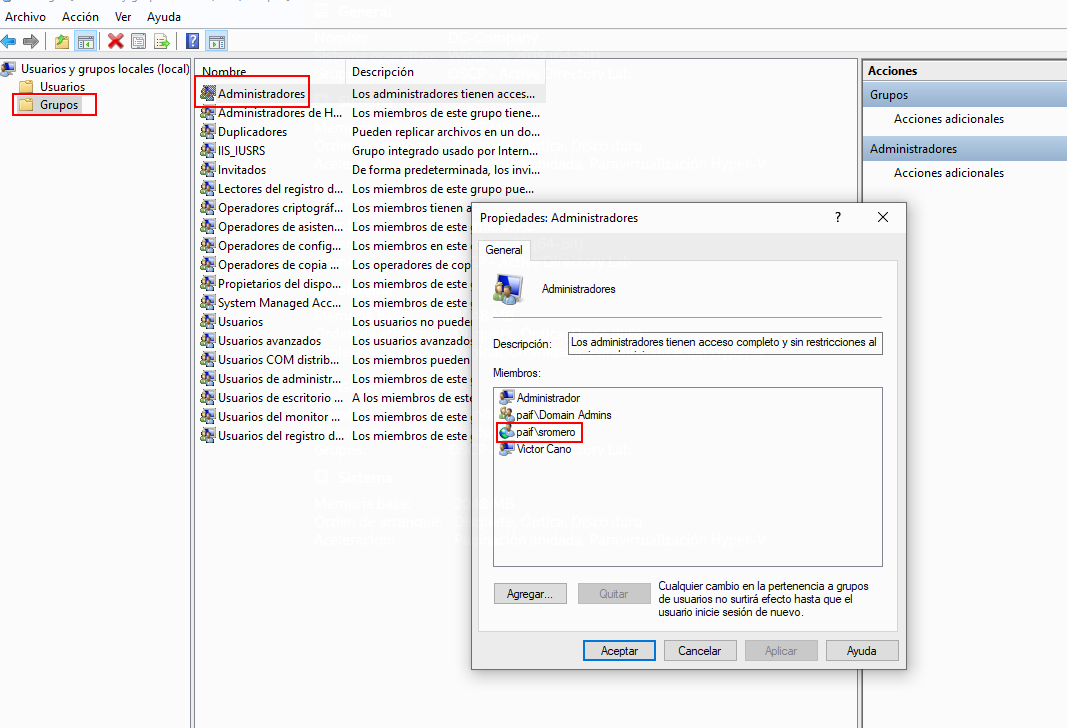 Archivo Acción Ver Ayuda
Usuarios y grupos locales (local)
Usuarios
Grupos
Nombre Descripción
Administradores Los administradores tienen acces...
Administradores de H... Los miembros de este grupo tiene...
Duplicadores Pueden replicar archivos en un do...
IIS_IUSRS Grupo integrado usado por Intern...
Invitados De forma predeterminada, los invi...
Lectores del registro d... Los miembros de este grupo pue...
Operadores criptográf... Los miembros tienen a
Operadores de asisten... Los miembros de este
Operadores de config... Los miembros en este
Operadores de copia ... Los operadores de cop
Propietarios del dispo... Los miembros de este
System Managed Acc... Los miembros de este
Usuarios Los usuarios no pueden
Usuarios avanzados Los usuarios avanzados
Usuarios COM distrib... Los miembros pueden
Usuarios de administr... Los miembros de este
Usuarios de escritorio ... A los miembros de este
Usuarios del monitor ... Los miembros de este
Usuarios del registro d... Los miembros de este
Acciones
Grupos
Acciones adicionales
Administradores
Acciones adicionales
Propiedades: Administradores ? 
General
Administradores
Descripción: Los administradores tienen acceso completo y sin restricciones al
Miembros:
Administrador
paif\Domain Admins
paif\sromero
Victor Cano
Agregar... Quitar
Cualquier cambio en la pertenencia a grupos
de usuarios no surtirá efecto hasta que el
usuario inicie sesión de nuevo.
Aceptar Cancelar Aplicar Ayuda